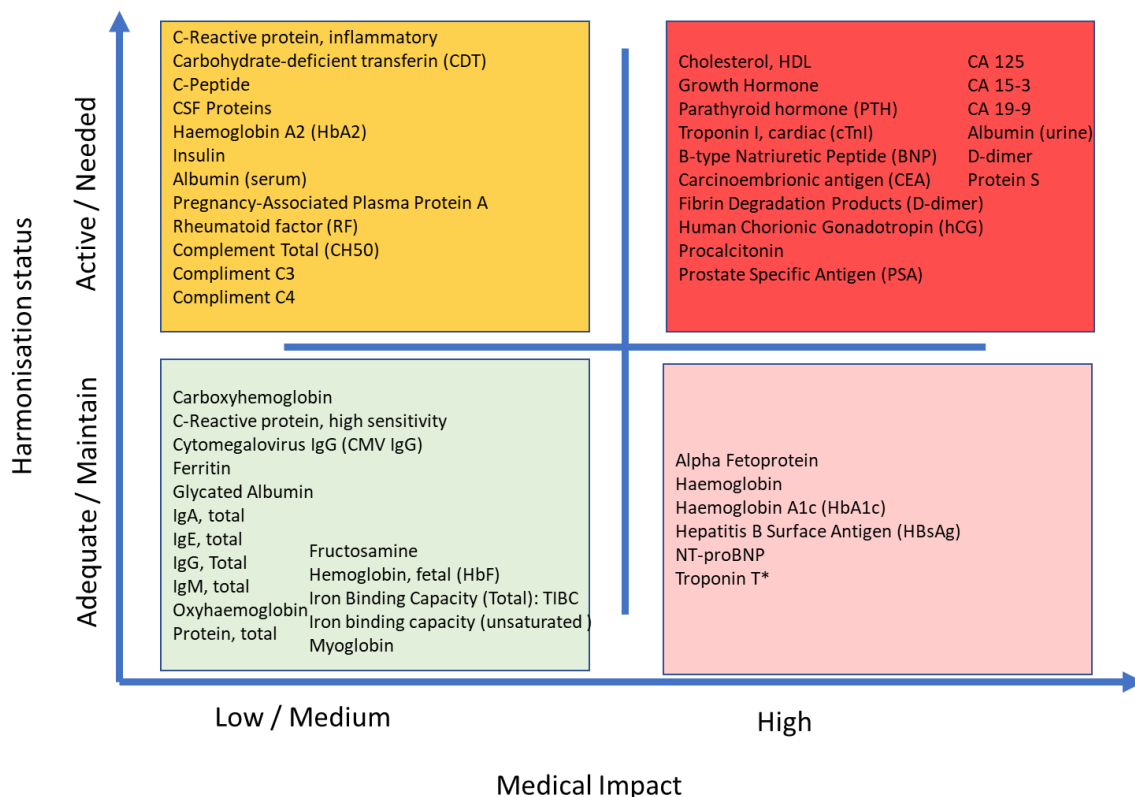 Harmonisation status
Active / Needed
Adequate / Maintain
C-Reactive protein, inflammatory
Carbohydrate-deficient transferin (CDT)
C-Peptide
CSF Proteins
Haemoglobin A2 (HbA2)
Insulin
Albumin (serum)
Pregnancy-Associated Plasma Protein A
Rheumatoid factor (RF)
Complement Total (CH50)
Compliment C3
Compliment C4
Cholesterol, HDL
Growth Hormone
Parathyroid hormone (PTH)
Troponin I, cardiac (cTnI)
B-type Natriuretic Peptide (BNP)
Carcinoembrionic antigen (CEA)
Fibrin Degradation Products (D-dimer)
Human Chorionic Gonadotropin (hCG)
Procalcitonin
Prostate Specific Antigen (PSA)
CA 125
CA 15-3
CA 19-9
Albumin (urine)
D-dimer
Protein S
Carboxyhemoglobin
C-Reactive protein, high sensitivity
Cytomegalovirus IgG (CMV IgG)
Ferritin
Glycated Albumin
IgA, total
IgE, total
IgG, Total
IgM, total
Oxyhaemoglobin
Protein, total
Fructosamine
Hemoglobin, fetal (HbF)
Iron Binding Capacity (Total): TIBC
Iron binding capacity (unsaturated )
Myoglobin
Alpha Fetoprotein
Haemoglobin
Haemoglobin A1c (HbA1c)
Hepatitis B Surface Antigen (HBsAg)
NT-proBNP
Troponin T*
Low / Medium
High
Medical Impact